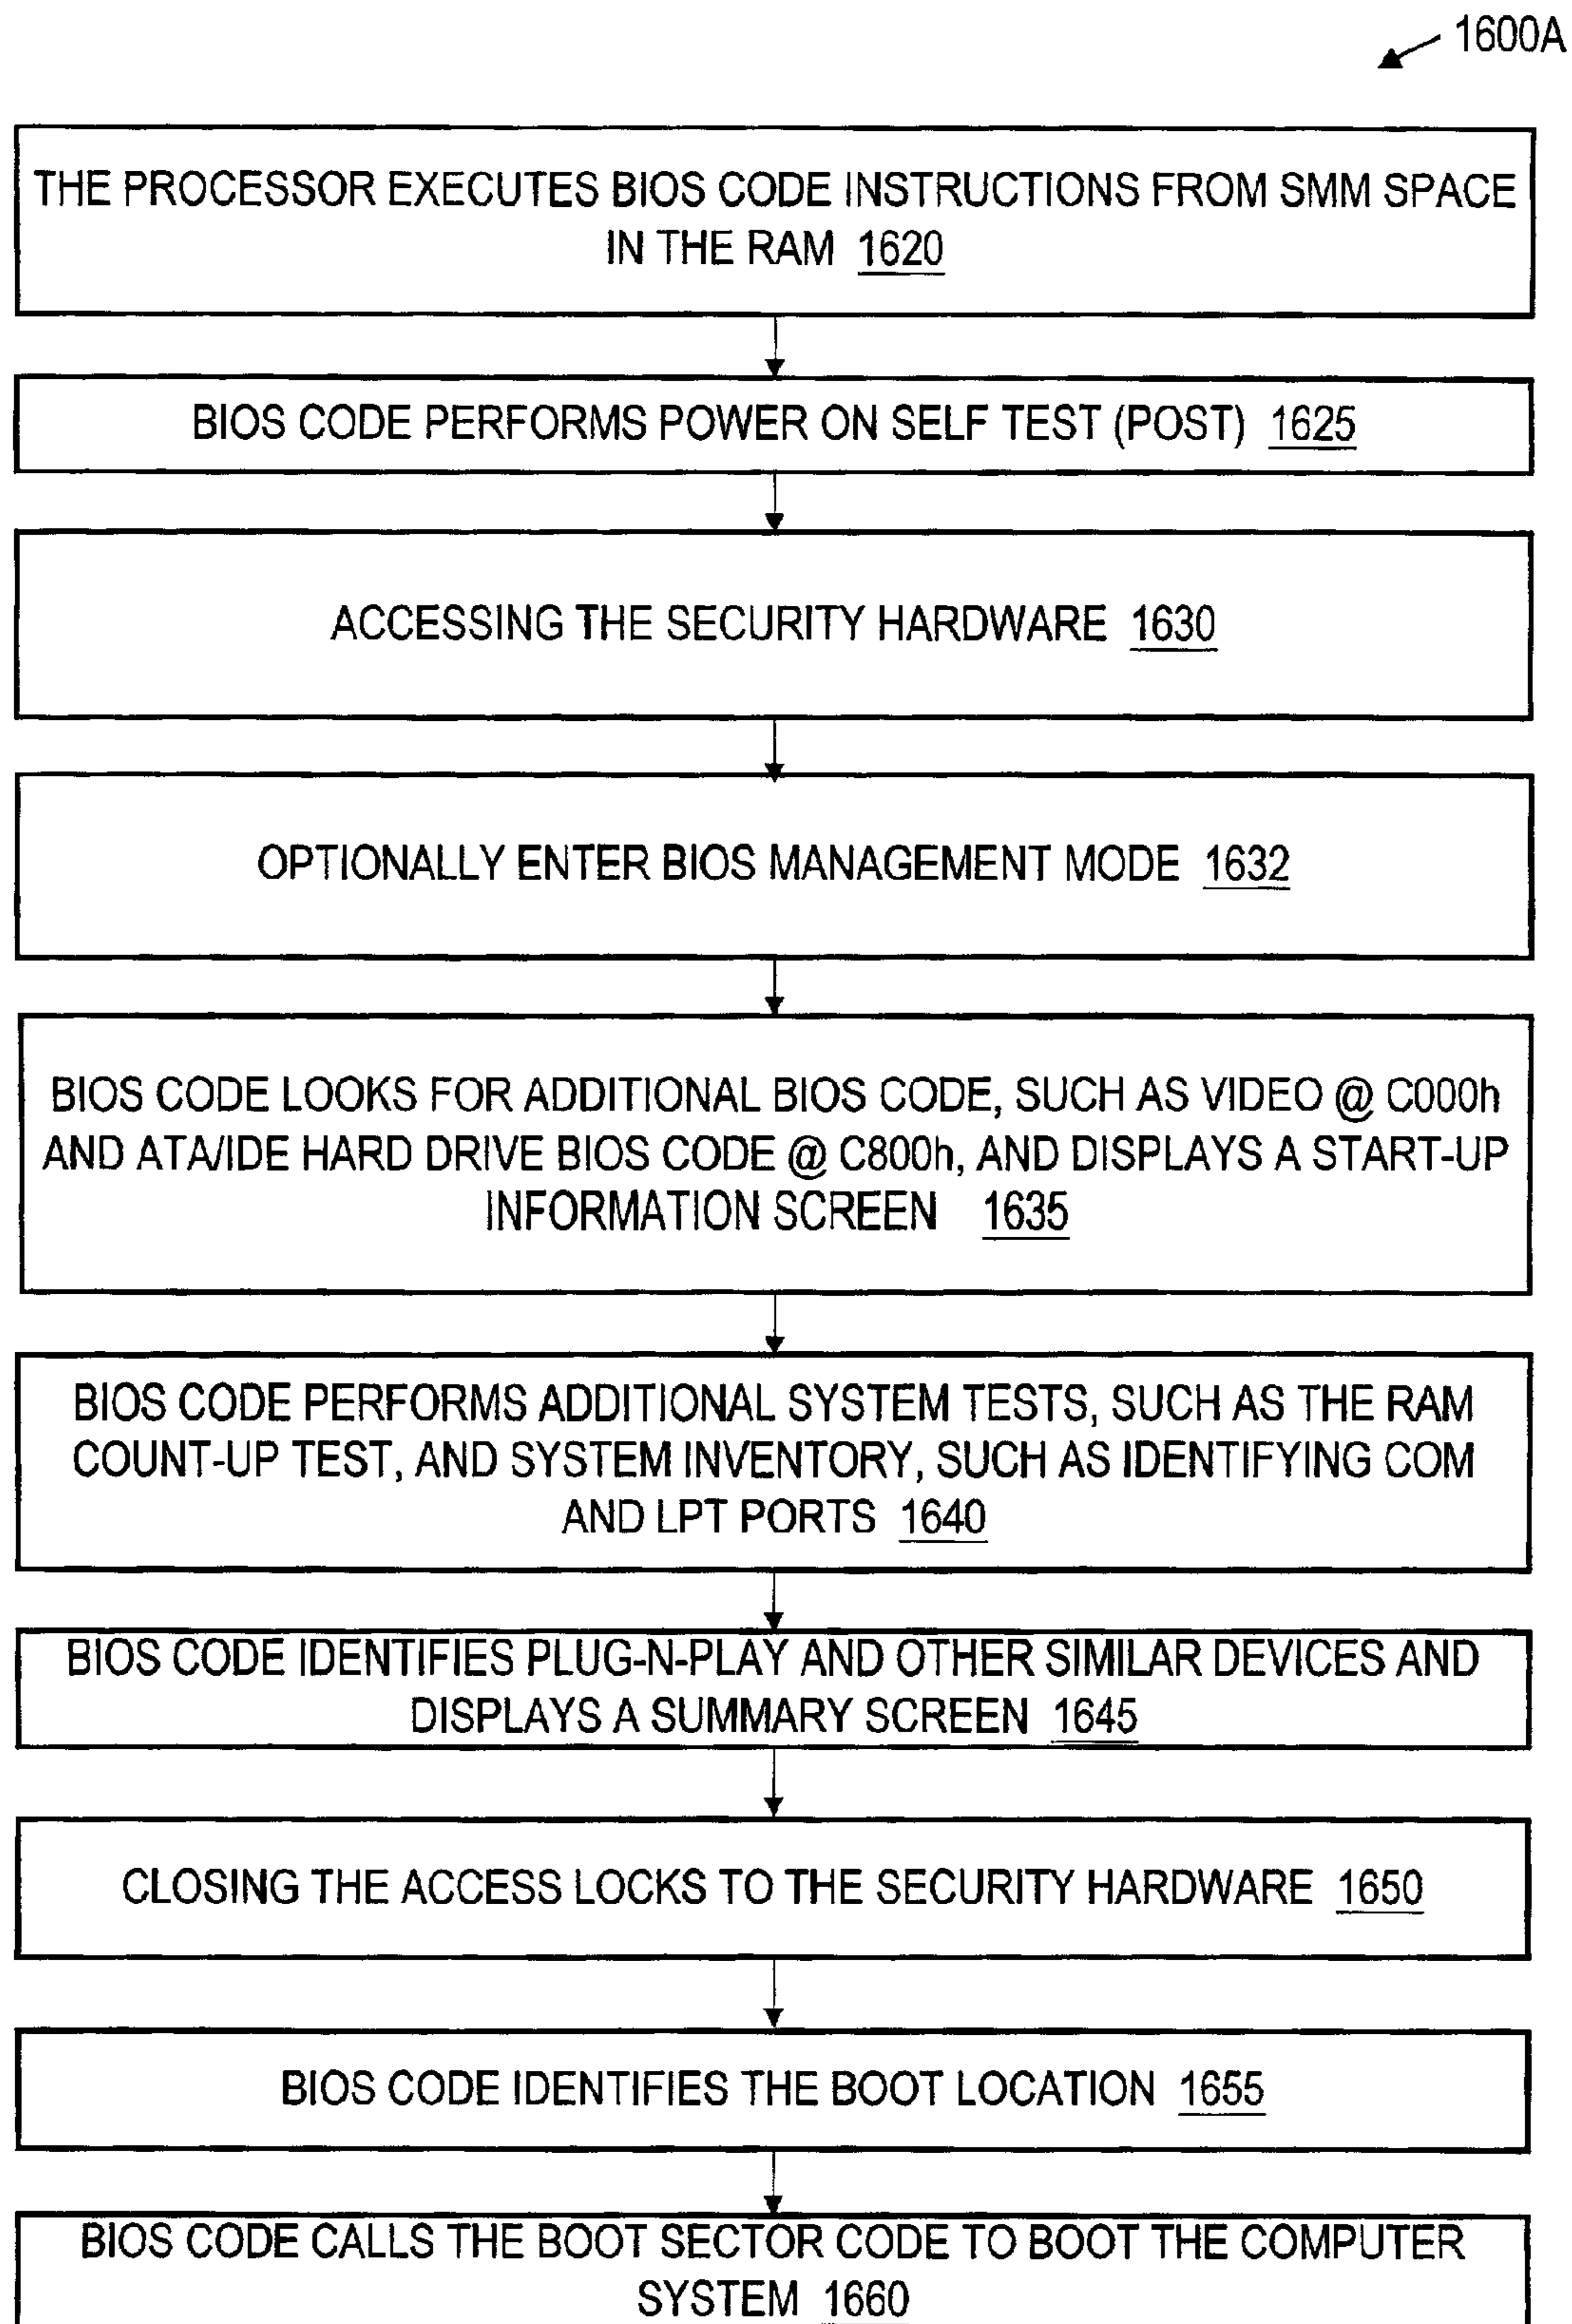 1600A
THE PROCESSOR EXECUTES BIOS CODE INSTRUCTIONS FROM SMM SPACE
IN THE RAM 1620
BIOS CODE PERFORMS POWER ON SELF TEST (POST) 1625
ACCESSING THE SECURITY HARDWARE 1630
OPTIONALLY ENTER BIOS MANAGEMENT MODE 1632
BIOS CODE LOOKS FOR ADDITIONAL BIOS CODE, SUCH AS VIDEO @ C000h
AND ATA/IDE HARD DRIVE BIOS CODE @ C800h, AND DISPLAYS A START-UP
INFORMATION SCREEN 1635
BIOS CODE PERFORMS ADDITIONAL SYSTEM TESTS, SUCH AS THE RAM
COUNT-UP TEST, AND SYSTEM INVENTORY, SUCH AS IDENTIFYING COM
AND LPT PORTS 1640
BIOS CODE IDENTIFIES PLUG-N-PLAY AND OTHER SIMILAR DEVICES AND
DISPLAYS A SUMMARY SCREEN 1645
CLOSING THE ACCESS LOCKS TO THE SECURITY HARDWARE 1650
BIOS CODE IDENTIFIES THE BOOT LOCATION 1655
BIOS CODE CALLS THE BOOT SECTOR CODE TO BOOT THE COMPUTER
SYSTEM 1660